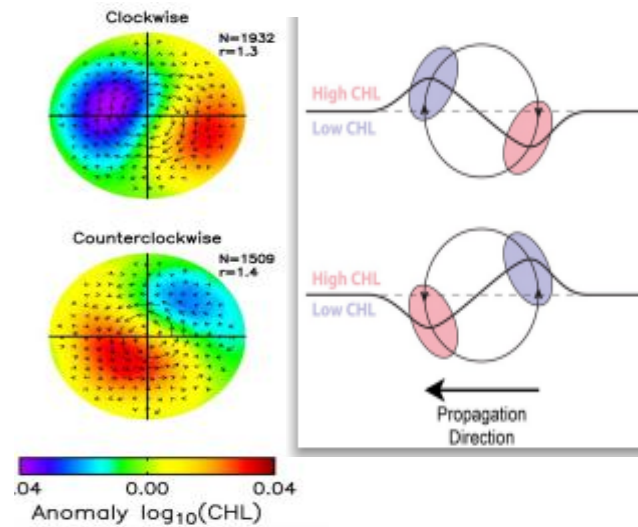 Clockwise
N=1932
r=1.3
Counterclockwise
N=1509
r=1.4
.04 0.00 0.04
Anomaly log10(CHL)
High CHL
Low CHL
High CHL
Low CHL
Propagation
Direction